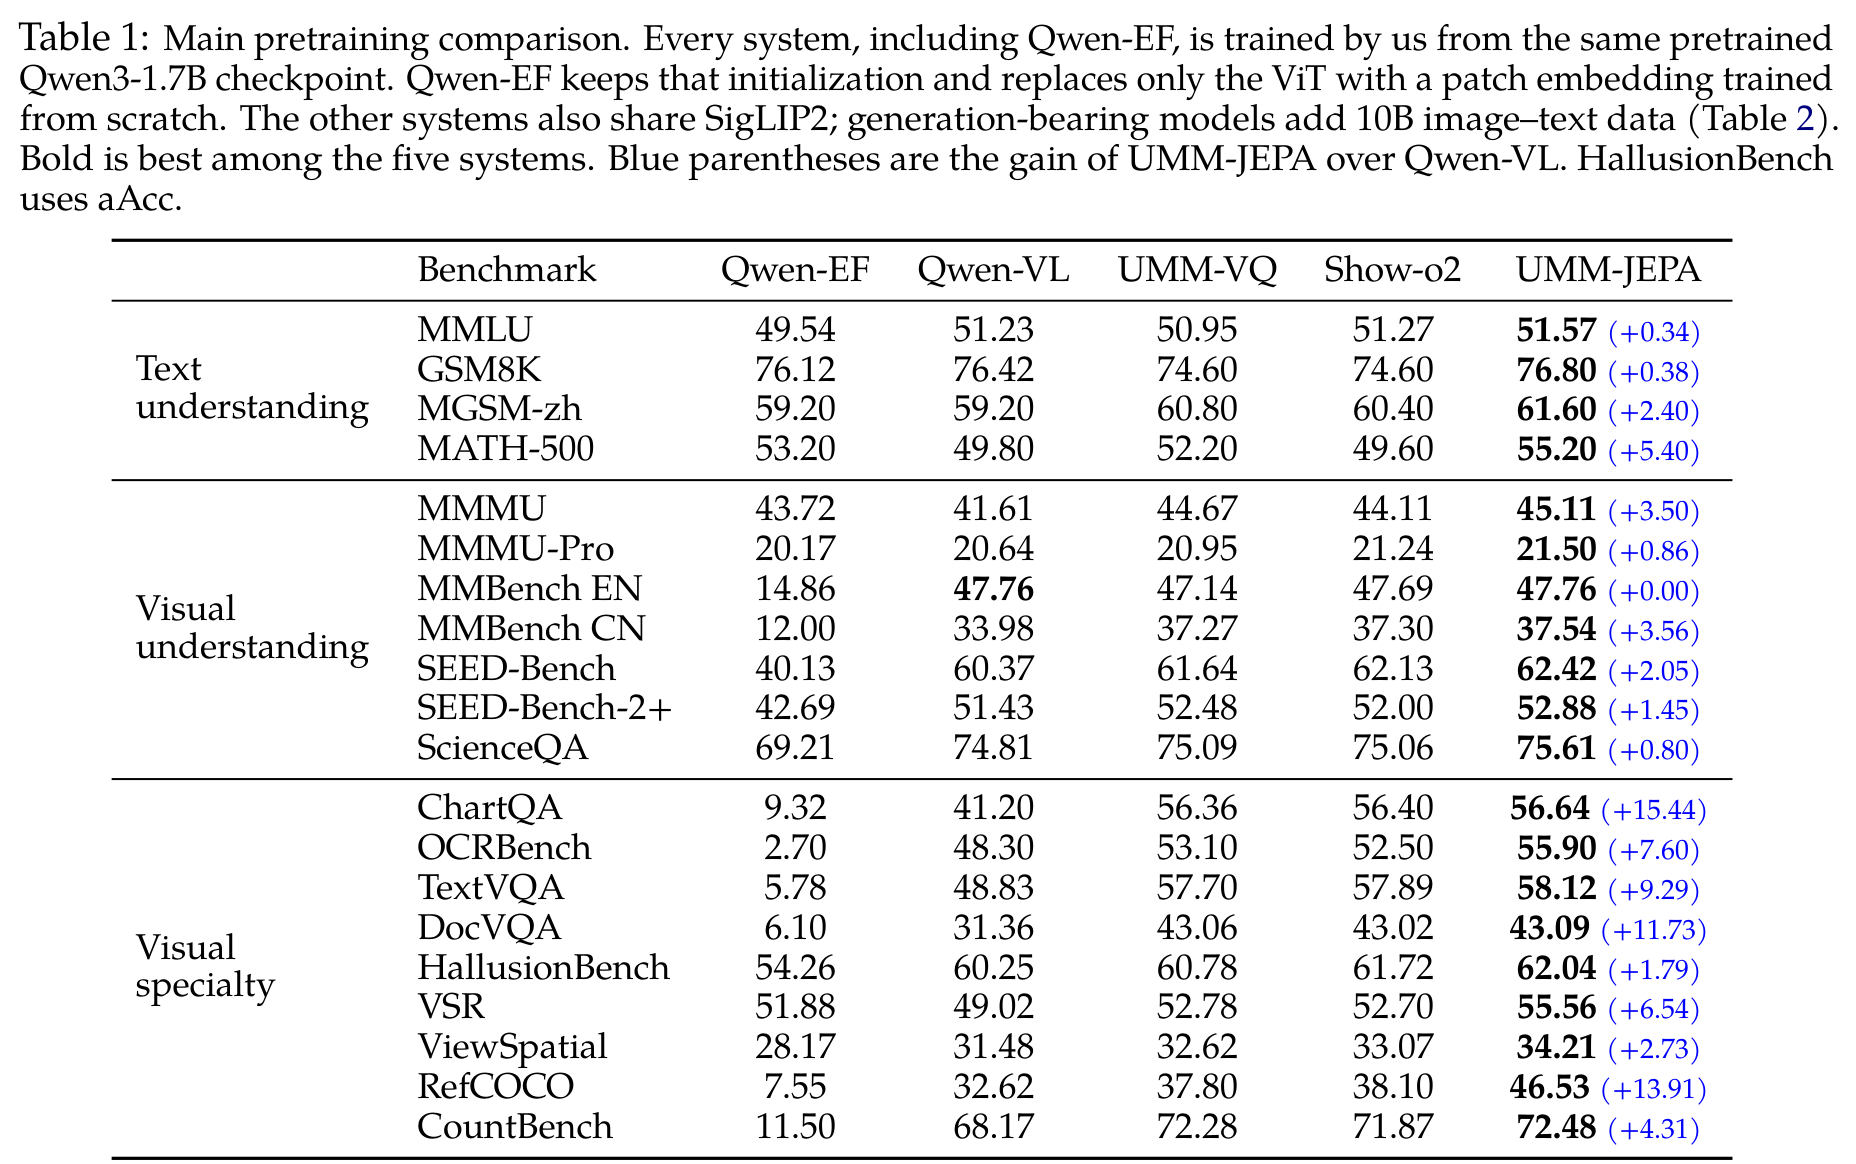 Table 1: Main pretraining comparison. Every system, including Qwen-EF, is trained by us from the same pretrained
Qwen3-1.7B checkpoint. Qwen-EF keeps that initialization and replaces only the ViT with a patch embedding trained
from scratch. The other systems also share SigLIP2; generation-bearing models add 10B image–text data (Table 2).
Bold is best among the five systems. Blue parentheses are the gain of UMM-JEPA over Qwen-VL. HallusionBench
uses aAcc.
Benchmark Qwen-EF Qwen-VL UMM-VQ Show-o2 UMM-JEPA
Text understanding
MMLU 49.54 51.23 50.95 51.27 51.57 (+0.34)
GSM8K 76.12 76.42 74.60 74.60 76.80 (+0.38)
MGSM-zh 59.20 59.20 60.80 60.40 61.60 (+2.40)
MATH-500 53.20 49.80 52.20 49.60 55.20 (+5.40)
Visual understanding
MMMU 43.72 41.61 44.67 44.11 45.11 (+3.50)
MMMU-Pro 20.17 20.64 20.95 21.24 21.50 (+0.86)
MMBench EN 14.86 47.76 47.14 47.69 47.76 (+0.00)
MMBench CN 12.00 33.98 37.27 37.30 37.54 (+3.56)
SEED-Bench 40.13 60.37 61.64 62.13 62.42 (+2.05)
SEED-Bench-2+ 42.69 51.43 52.48 52.00 52.88 (+1.45)
ScienceQA 69.21 74.81 75.09 75.06 75.61 (+0.80)
Visual specialty
ChartQA 9.32 41.20 56.36 56.40 56.64 (+15.44)
OCRBench 2.70 48.30 53.10 52.50 55.90 (+7.60)
TextVQA 5.78 48.83 57.70 57.89 58.12 (+9.29)
DocVQA 6.10 31.36 43.06 43.02 43.09 (+11.73)
HallusionBench 54.26 60.25 60.78 61.72 62.04 (+1.79)
VSR 51.88 49.02 52.78 52.70 55.56 (+6.54)
ViewSpatial 28.17 31.48 32.62 33.07 34.21 (+2.73)
RefCOCO 7.55 32.62 37.80 38.10 46.53 (+13.91)
CountBench 11.50 68.17 72.28 71.87 72.48 (+4.31)